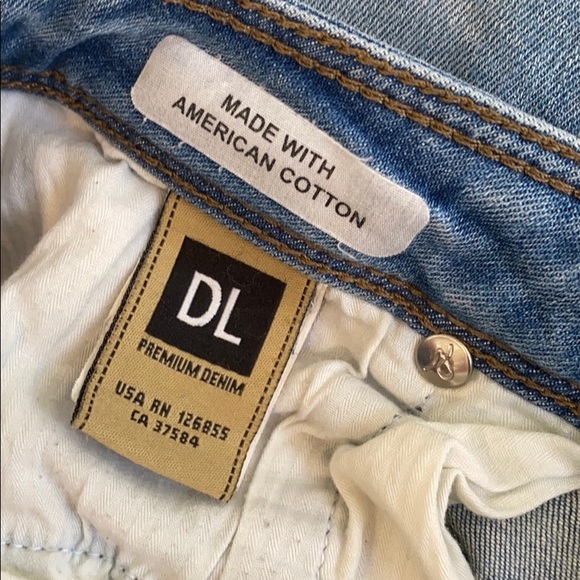 MADE WITH
AMERICAN COTTON
DL
PREMIUM DENIM
USA RN 126855
CA 37584